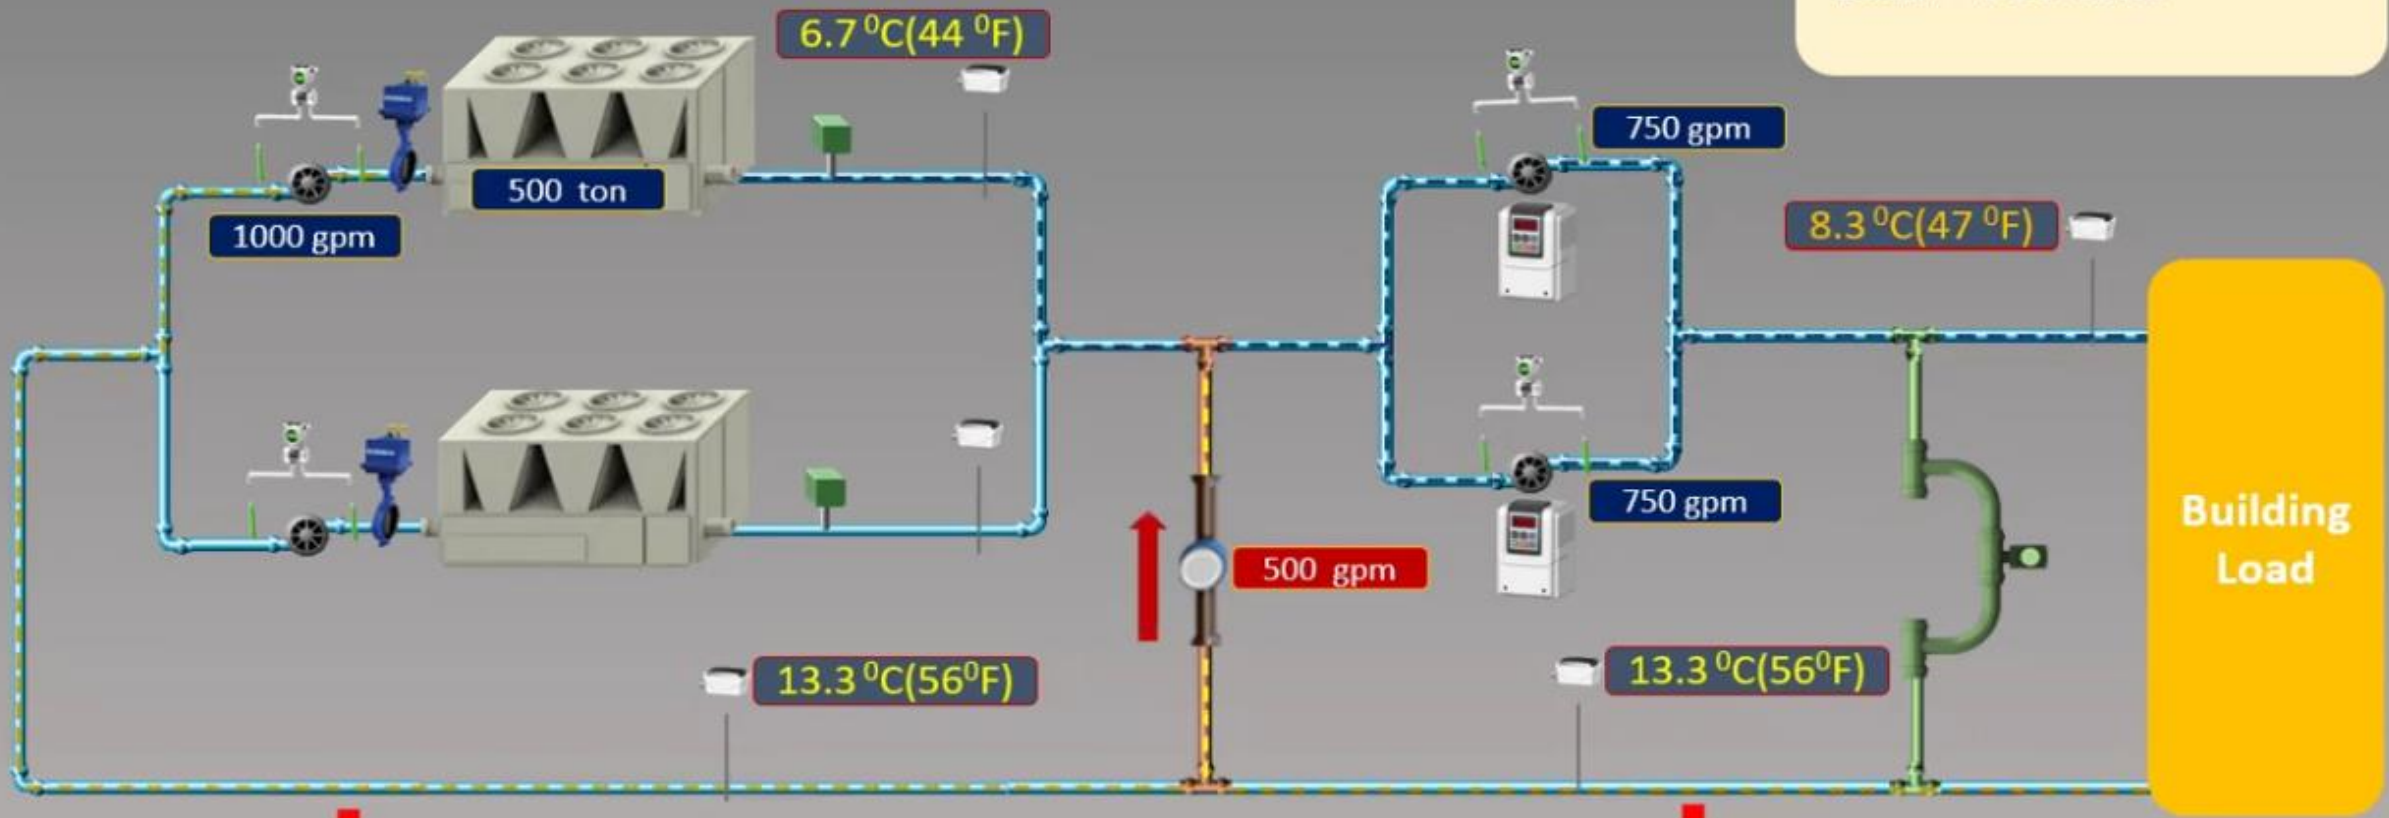 6.7 ⁰C(44 ⁰F)
750 gpm
500 ton
1000 gpm
8.3 ⁰C(47 ⁰F)
750 gpm
500 gpm
Building
Load
13.3 ⁰C(56⁰F)
13.3 ⁰C(56⁰F)